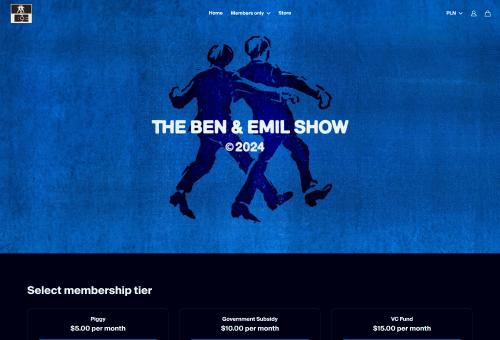 Home
Members only
Store
PLN
THE BEN & EMIL SHOW
©2024
Select membership tier
Piggy
$5.00 per month
Government Subsidy
$10.00 per month
VC Fund
$15.00 per month